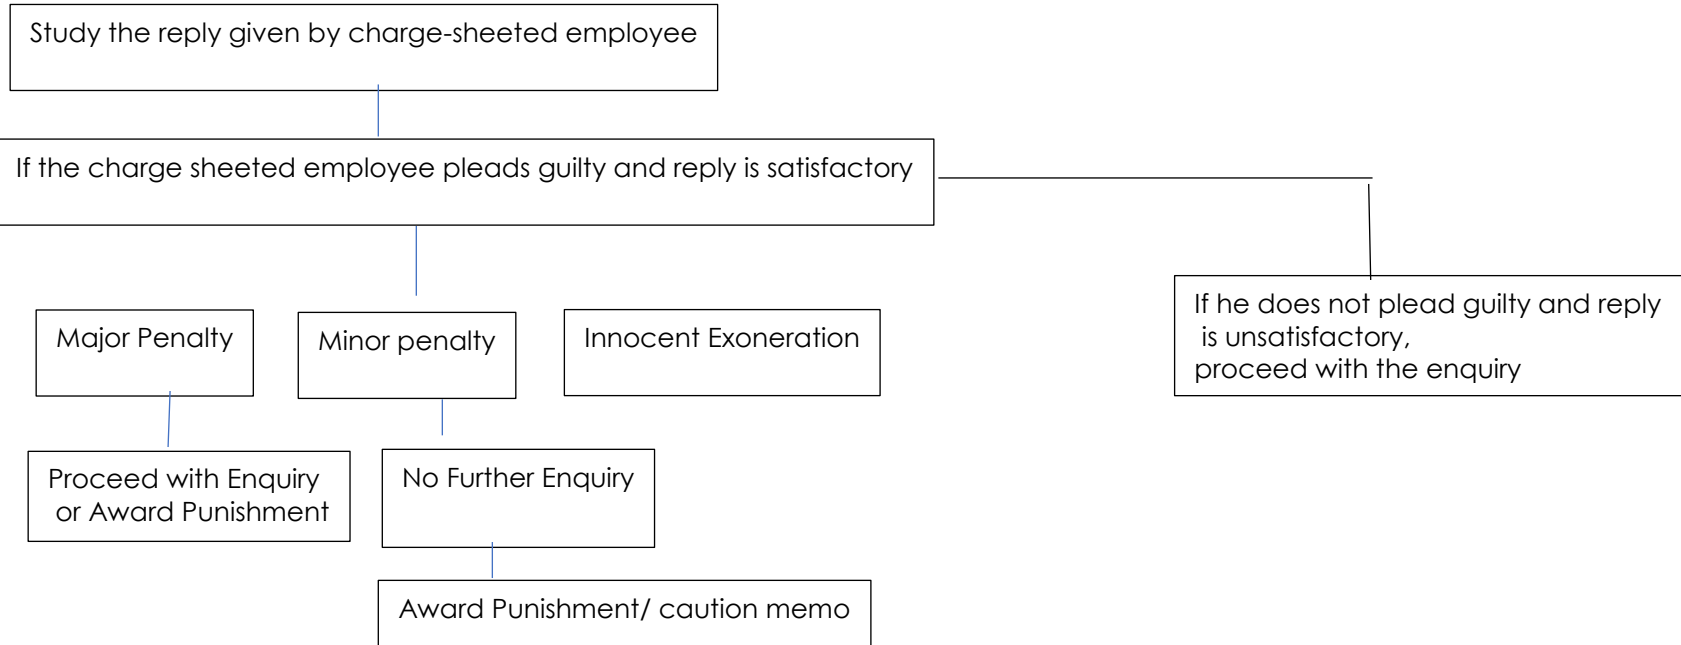 Study the reply given by charge-sheeted employee
If the charge sheeted employee pleads guilty and reply is satisfactory
If he does not plead guilty and reply
is unsatisfactory,
proceed with the enquiry
Major Penalty
Minor penalty
Innocent Exoneration
Proceed with Enquiry
or Award Punishment
No Further Enquiry
Award Punishment/ caution memo